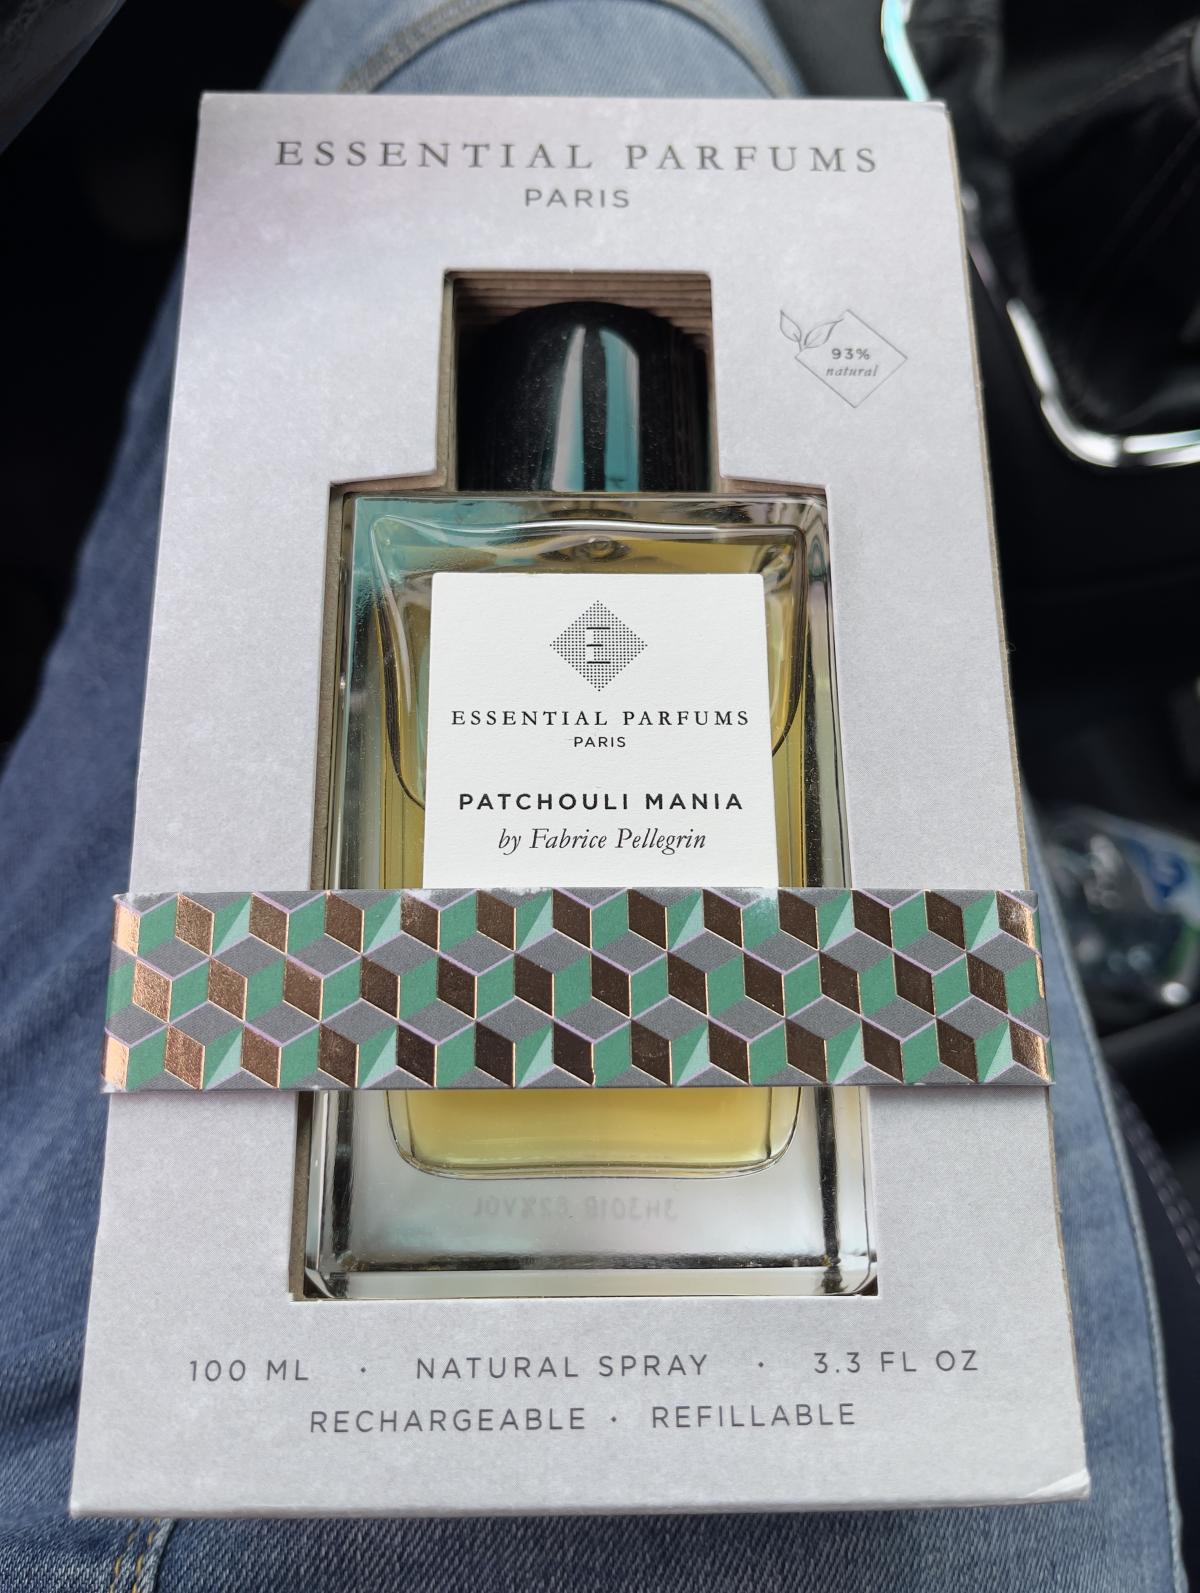 ESSENTIAL PARFUMS
PARIS
93%
natural
E
ESSENTIAL PARFUMS
PARIS
PATCHOULI MANIA
by Fabrice Pellegrin
100 ML · NATURAL SPRAY · 3.3 FL OZ
RECHARGEABLE · REFILLABLE